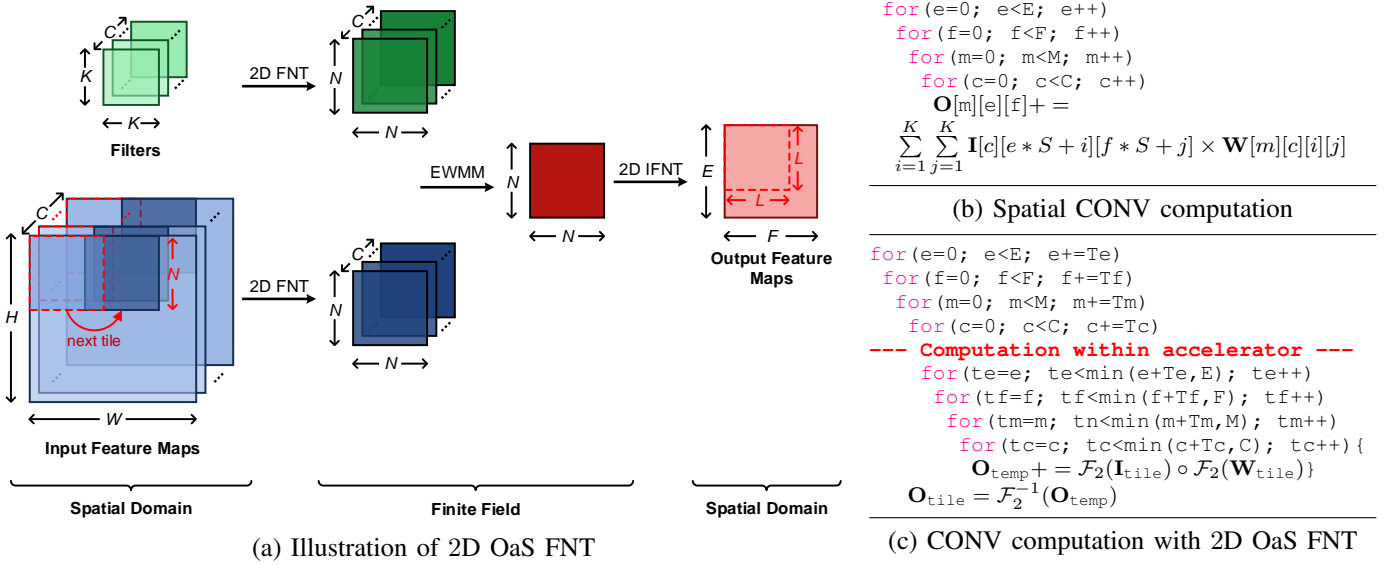 C
K
K
Filters
2D FNT
C
N
N
C
H
N
next tile
W
Input Feature Maps
2D FNT
C
N
N
EWMM
N
N
2D IFNT
E
L
L
F
Output Feature
Maps
Spatial Domain
Finite Field
Spatial Domain
(a) Illustration of 2D OaS FNT
for(e=0; e<E; e++)
for(f=0; f<F; f++)
for(m=0; m<M; m++)
for(c=0; c<C; c++)
O[m][e][f]+ =
K K
∑ ∑ I[c][e ∗ S + i][f ∗ S + j] × W[m][c][i][j]
i=1 j=1
(b) Spatial CONV computation
for(e=0; e<E; e+=Te)
for(f=0; f<F; f+=Tf)
for(m=0; m<M; m+=Tm)
for(c=0; c<C; c+=Tc)
--- Computation within accelerator ---
for(te=e; te<min(e+Te,E); te++)
for(tf=f; tf<min(f+Tf,F); tf++)
for(tm=m; tn<min(m+Tm,M); tm++)
for(tc=c; tc<min(c+Tc,C); tc++){
O_temp+ = F₂(I_tile) ∘ F₂(W_tile)}
O_tile = F₂⁻¹(O_temp)
(c) CONV computation with 2D OaS FNT